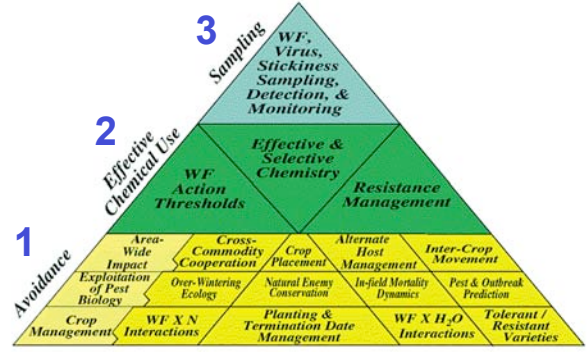 3
Sampling
WF,
Virus,
Stickiness
Sampling,
Detection, &
Monitoring
2
Effective
Chemical Use
WF
Action
Thresholds
Effective &
Selective
Chemistry
Resistance
Management
1
Avoidance
Area-
Wide
Impact
Cross-
Commodity
Cooperation
Crop
Placement
Alternate
Host
Management
Inter-Crop
Movement
Exploitation
of Pest
Biology
Over-Wintering
Ecology
Natural Enemy
Conservation
In-field Mortality
Dynamics
Pest & Outbreak
Prediction
Crop
Management
WF X N
Interactions
Planting &
Termination Date
Management
WF X H₂O
Interactions
Tolerant /
Resistant
Varieties